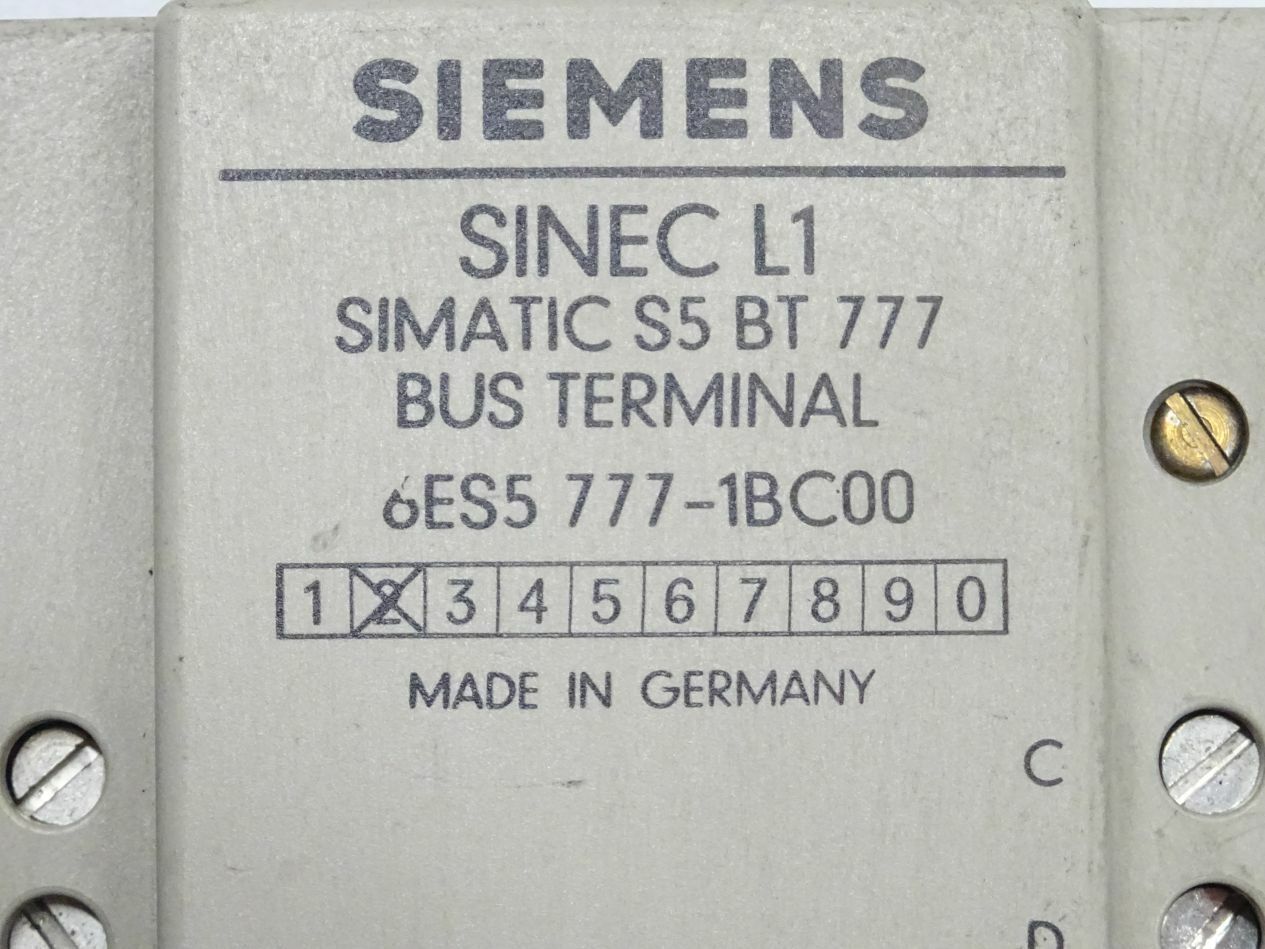 SIEMENS
SINEC L1
SIMATIC S5 BT 777
BUS TERMINAL
6ES5 777-1BC00
1 2 3 4 5 6 7 8 9 0
MADE IN GERMANY
C
D